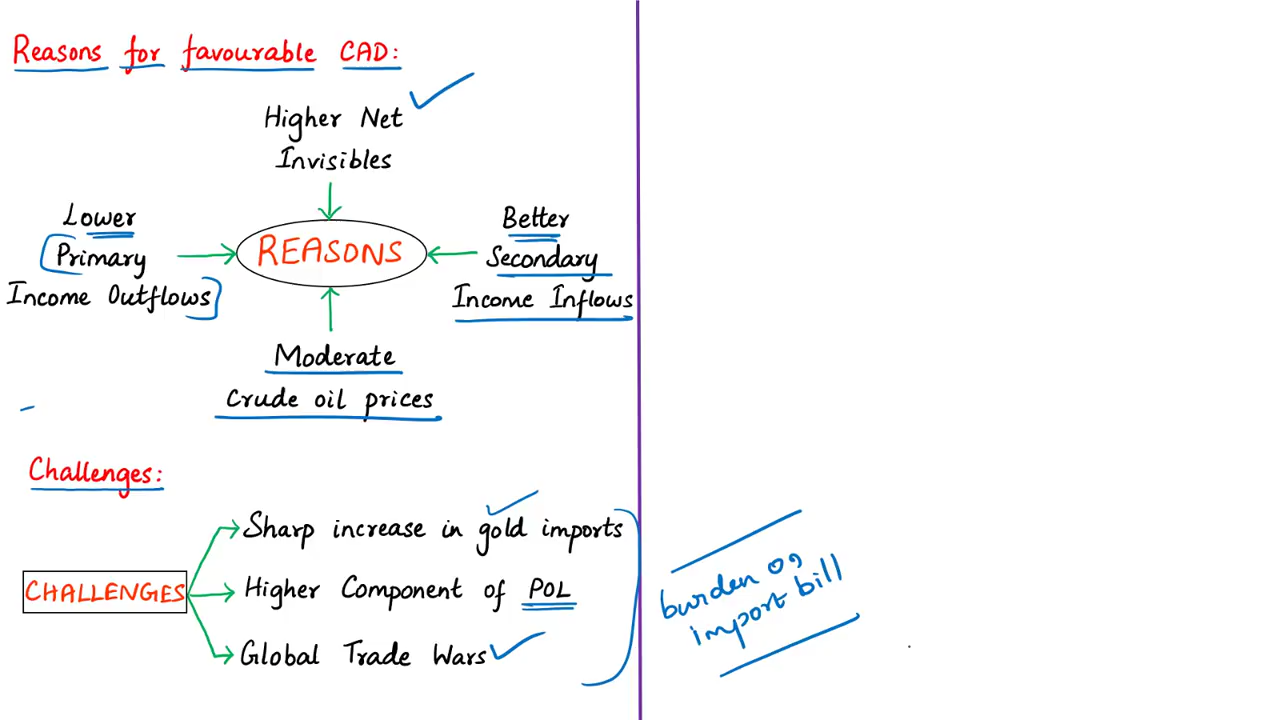 Reasons for favourable CAD:
Higher Net
Invisibles
Lower
Primary
Income Outflows
REASONS
Better
Secondary
Income Inflows
Moderate
Crude oil prices
Challenges:
CHALLENGES
Sharp increase in gold imports
Higher Component of POL
Global Trade Wars
burden on
import bill